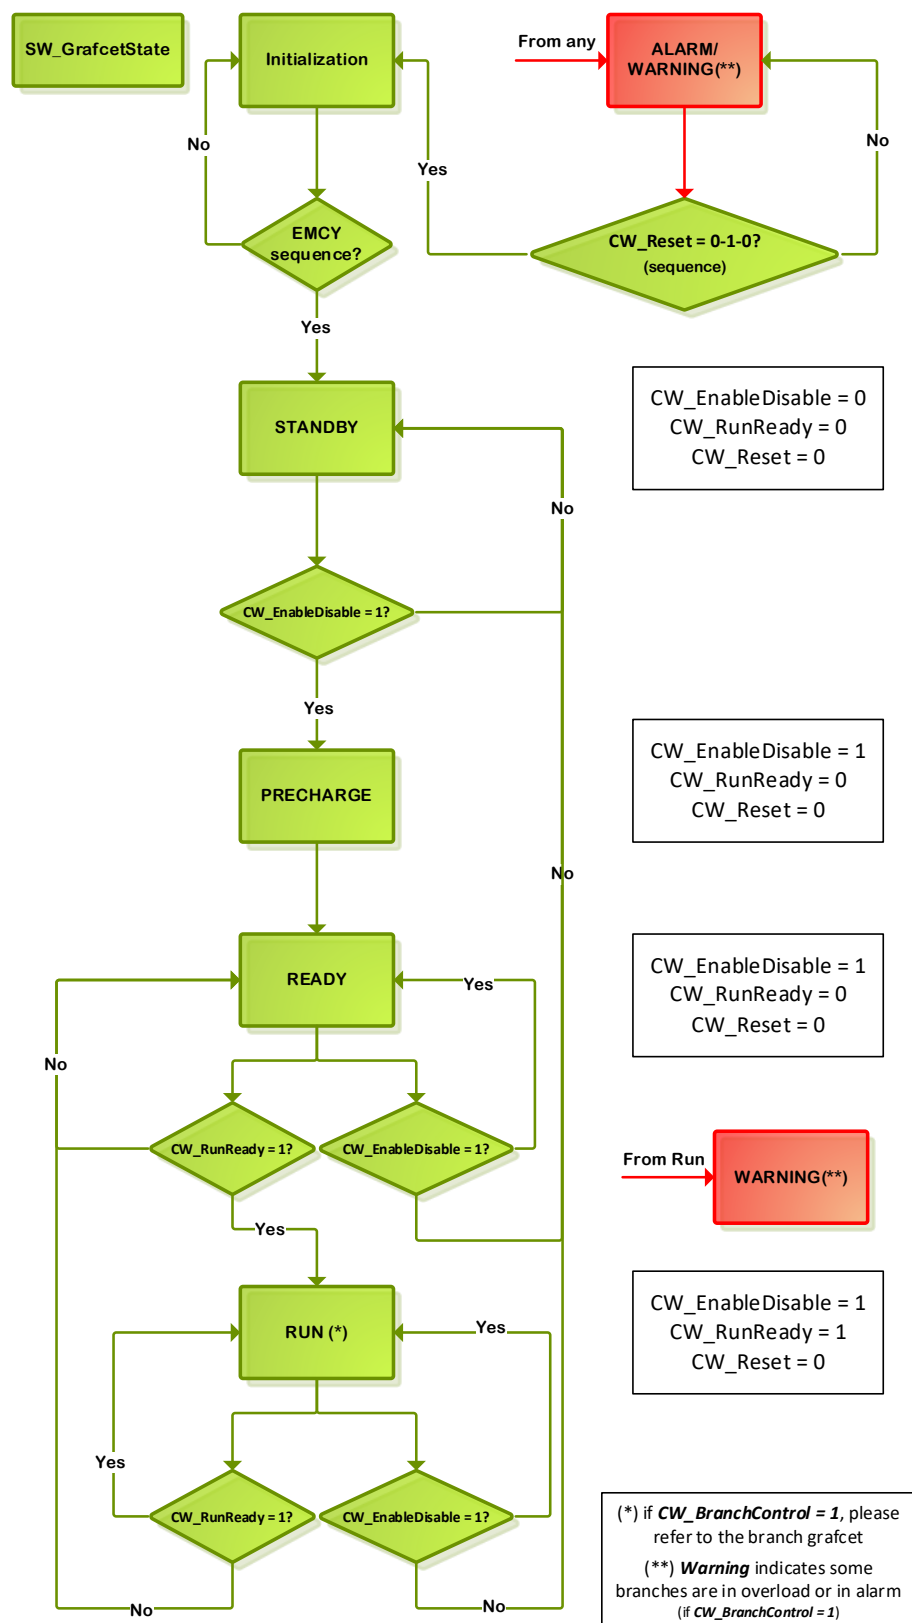 SW_GrafcetState
Initialization
From any
ALARM/
WARNING(**)
No
Yes
No
EMCY
sequence?
CW_Reset = 0-1-0?
(sequence)
Yes
STANDBY
CW_EnableDisable = 0
CW_RunReady = 0
CW_Reset = 0
No
CW_EnableDisable = 1?
Yes
PRECHARGE
CW_EnableDisable = 1
CW_RunReady = 0
CW_Reset = 0
No
READY
Yes
CW_EnableDisable = 1
CW_RunReady = 0
CW_Reset = 0
No
CW_RunReady = 1?
CW_EnableDisable = 1?
From Run
WARNING(**)
Yes
RUN (*)
Yes
CW_EnableDisable = 1
CW_RunReady = 1
CW_Reset = 0
Yes
CW_RunReady = 1?
CW_EnableDisable = 1?
No
No
(*) if CW_BranchControl = 1, please
refer to the branch grafcet
(**) Warning indicates some
branches are in overload or in alarm
(if CW_BranchControl = 1)